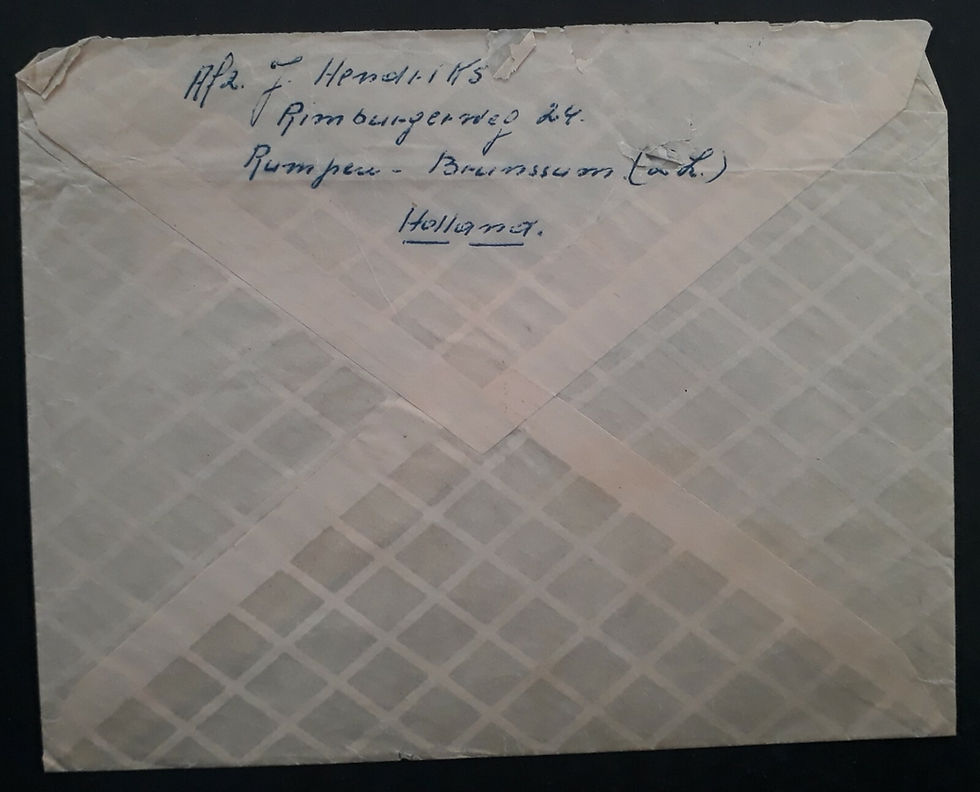 Afz. J. Hendriks
Rimburgerweg 24.
Rumpen - Brunssum (L.)
Holland.